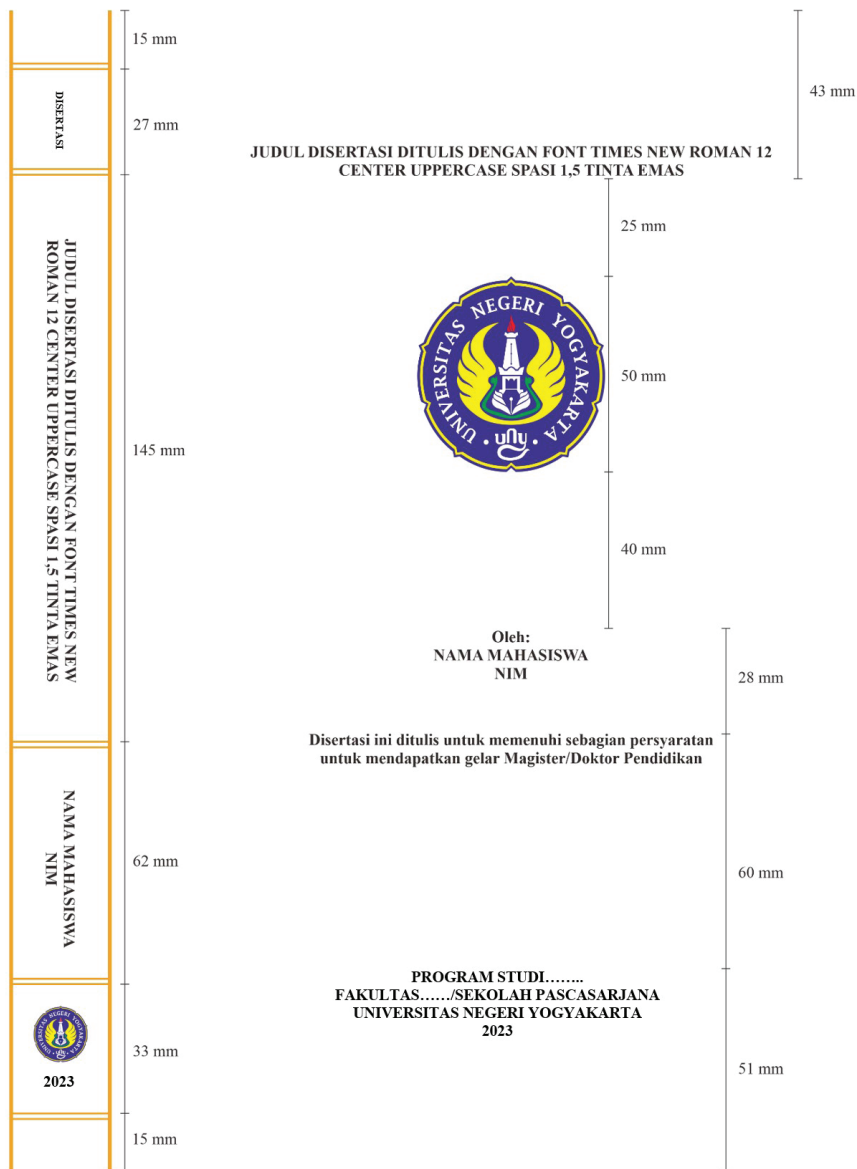 15 mm
DISERTASI
27 mm
JUDUL DISERTASI DITULIS DENGAN FONT TIMES NEW
ROMAN 12 CENTER UPPERCASE SPASI 1,5 TINTA EMAS
145 mm
NAMA MAHASISWA
NIM
62 mm
UNIVERSITAS NEGERI YOGYAKARTA
uny
2023
33 mm
15 mm
43 mm
JUDUL DISERTASI DITULIS DENGAN FONT TIMES NEW ROMAN 12
CENTER UPPERCASE SPASI 1,5 TINTA EMAS
25 mm
UNIVERSITAS NEGERI YOGYAKARTA
uny
50 mm
40 mm
Oleh:
NAMA MAHASISWA
NIM
28 mm
Disertasi ini ditulis untuk memenuhi sebagian persyaratan
untuk mendapatkan gelar Magister/Doktor Pendidikan
60 mm
PROGRAM STUDI........
FAKULTAS....../SEKOLAH PASCASARJANA
UNIVERSITAS NEGERI YOGYAKARTA
2023
51 mm